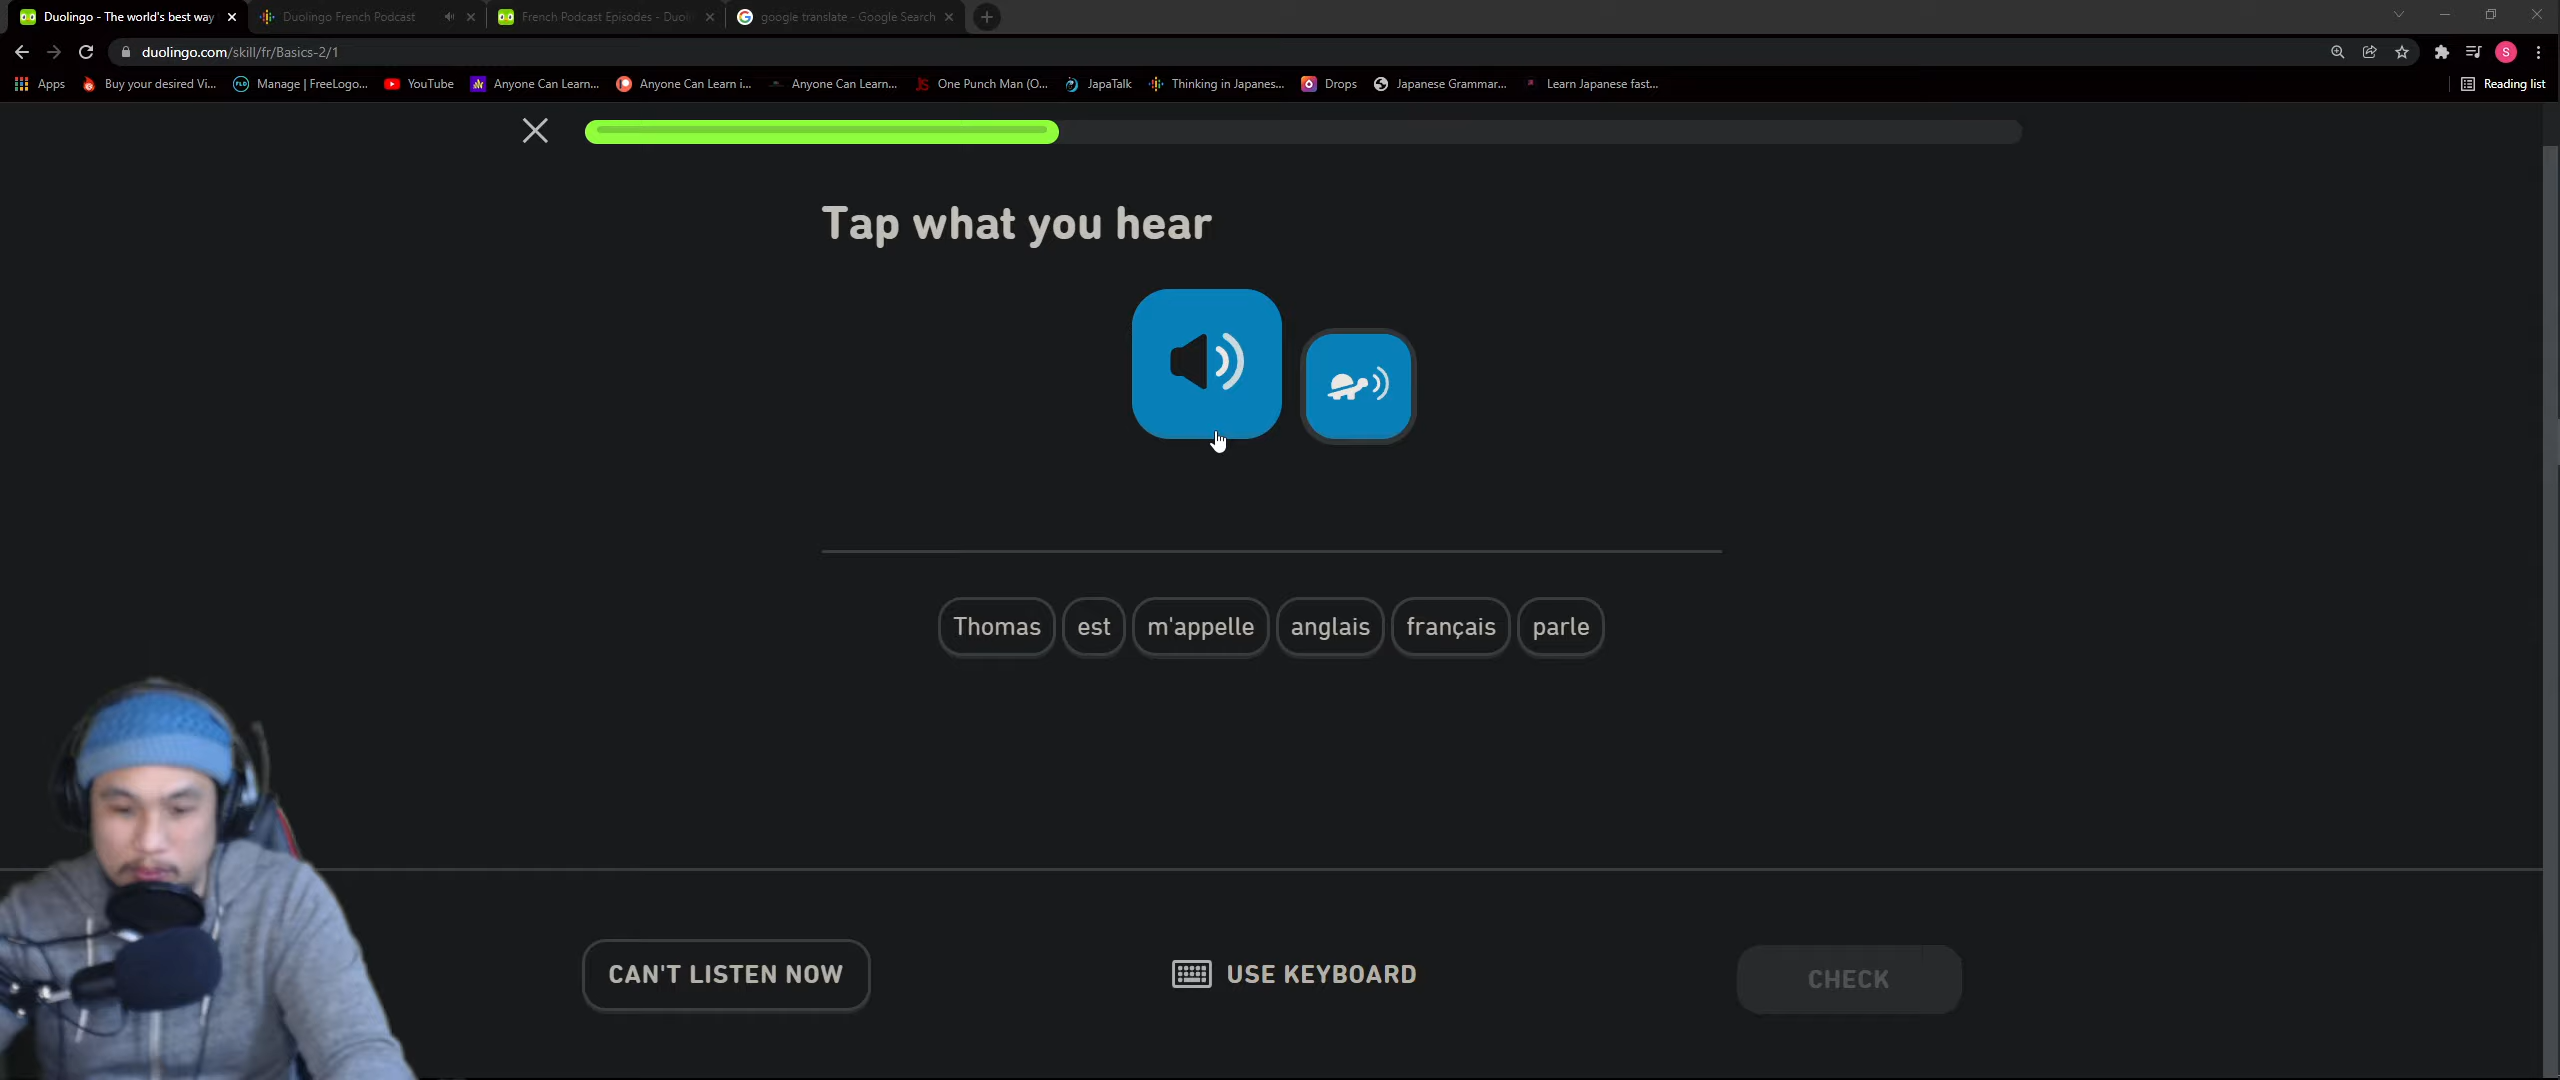 Duolingo - The world's best way
Duolingo French Podcast
French Podcast Episodes - Duoli
google translate - Google Search
duolingo.com/skill/fr/Basics-2/1
S
Apps
Buy your desired Vi...
Manage | FreeLogo...
YouTube
Anyone Can Learn...
Anyone Can Learn i...
Anyone Can Learn...
One Punch Man (O...
JapaTalk
Thinking in Japanes...
Drops
Japanese Grammar...
Learn Japanese fast...
Reading list
Tap what you hear
Thomas est m'appelle anglais français parle
CAN'T LISTEN NOW
USE KEYBOARD
CHECK